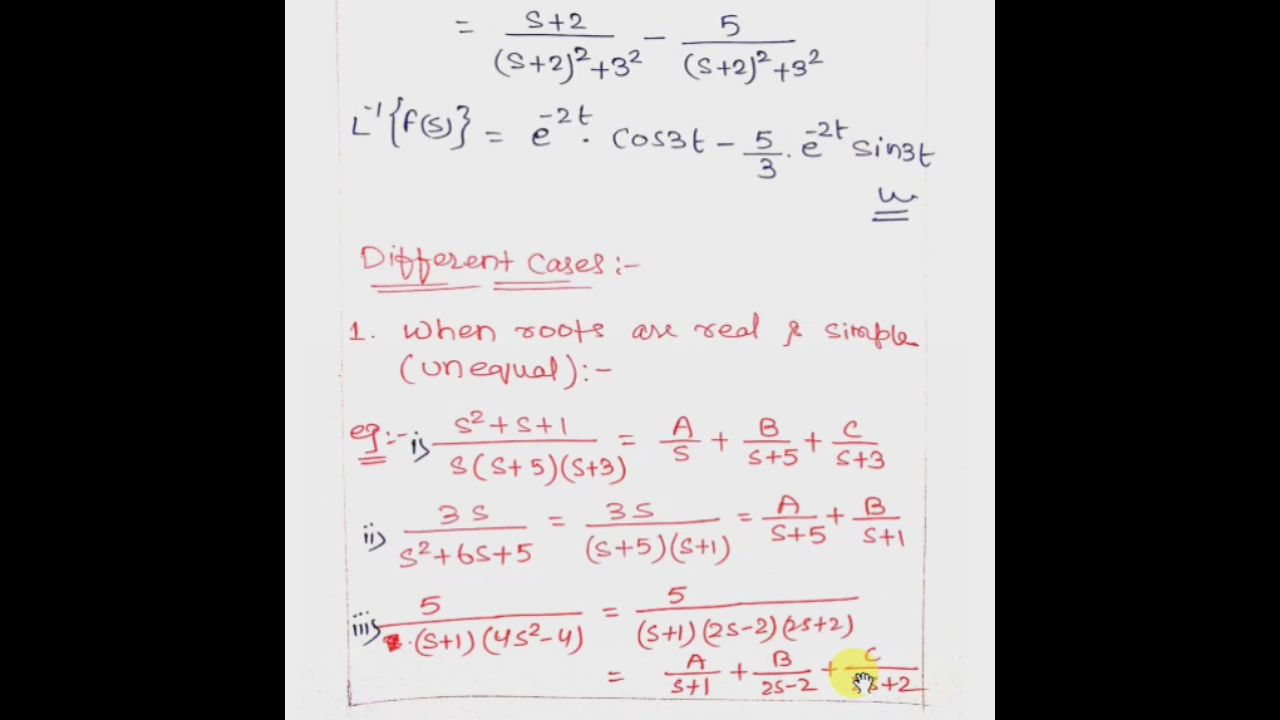 = S+2/(S+2)²+3² − 5/(S+2)²+3²
L⁻¹{f(s)} = e⁻²ᵗ · cos3t − 5/3 · e⁻²ᵗ sin3t
Different Cases :-
1. When roots are real & simple
(unequal) :-
eg :- i) S²+S+1/S(S+5)(S+3) = A/S + B/S+5 + C/S+3
ii) 3S/S²+6S+5 = 3S/(S+5)(S+1) = A/S+5 + B/S+1
iii) 5/(S+1)(4S²−4) = 5/(S+1)(2S−2)(2S+2)
= A/S+1 + B/2S−2 + C/S+2